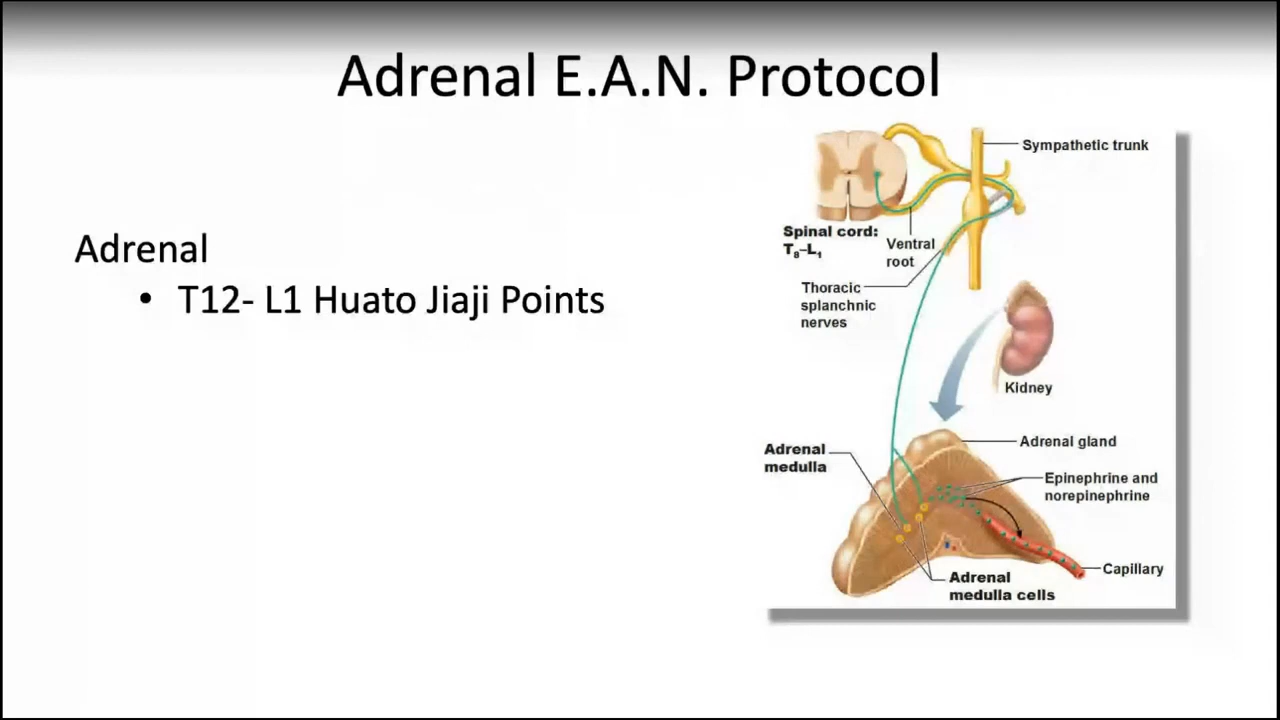 Adrenal E.A.N. Protocol
Adrenal
• T12- L1 Huato Jiaji Points
Sympathetic trunk
Spinal cord:
T₈–L₁
Ventral
root
Thoracic
splanchnic
nerves
Kidney
Adrenal gland
Adrenal
medulla
Epinephrine and
norepinephrine
Capillary
Adrenal
medulla cells